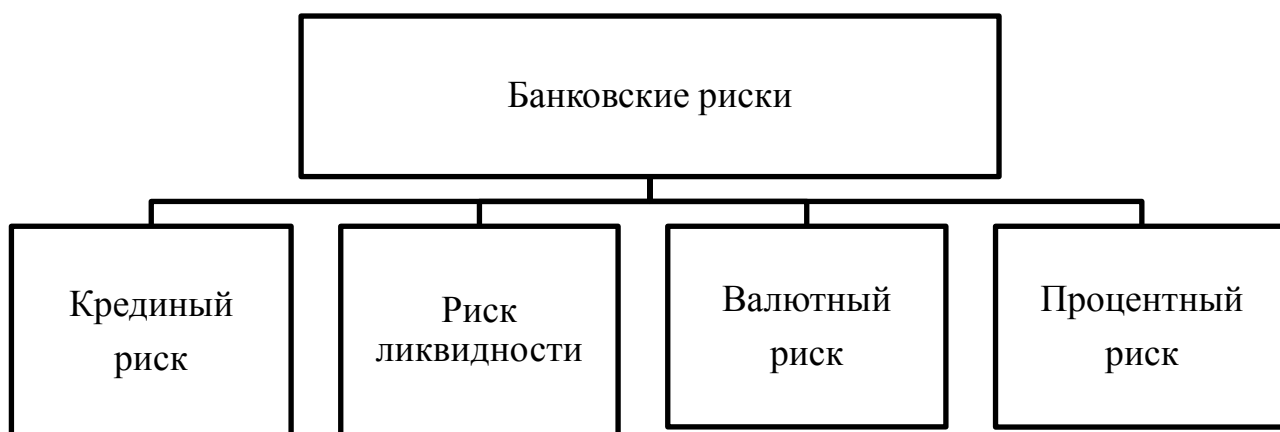 Банковские риски
Крединый
риск
Риск
ликвидности
Валютный
риск
Процентный
риск